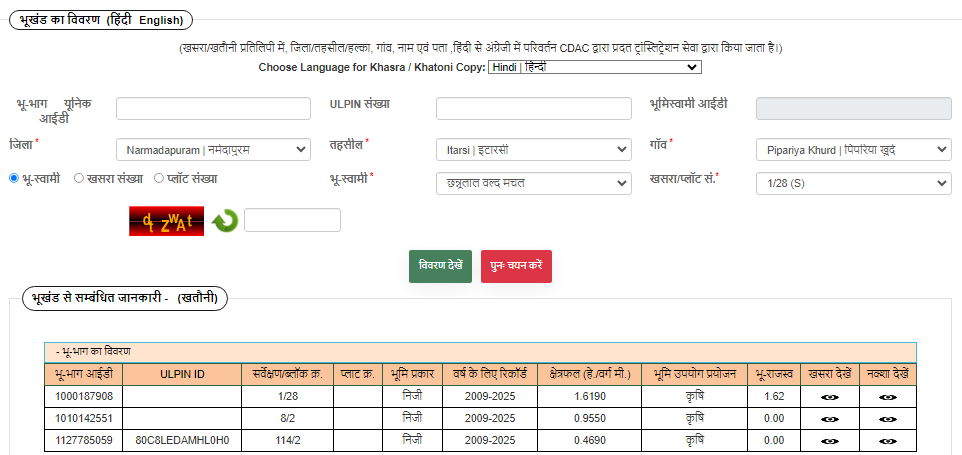 भूखंड का विवरण (हिंदी English)
(खसरा/खतौनी प्रतिलिपी में, जिला/तहसील/हल्का, गांव, नाम एवं पता ,हिंदी से अंग्रेजी में परिवर्तन CDAC द्वारा प्रदत ट्रांस्लिट्रेशन सेवा द्वारा किया जाता है।)
Choose Language for Khasra / Khatoni Copy: Hindi | हिन्दी
भू-भाग यूनिक आईडी ULPIN संख्या भूमिस्वामी आईडी
जिला * Narmadapuram | नर्मदापुरम तहसील * Itarsi | इटारसी गाँव * Pipariya Khurd | पिपरिया खुर्द
भू-स्वामी खसरा संख्या प्लॉट संख्या भू-स्वामी * छन्नूलाल वल्द मचल खसरा/प्लॉट सं.* 1/28 (S)
dt ZWAt
विवरण देखें पुनः चयन करें
भूखंड से सम्बंधित जानकारी - (खतौनी)
- भू-भाग का विवरण
भू-भाग आईडी ULPIN ID सर्वेक्षण/ब्लॉक क्र. प्लाट क्र. भूमि प्रकार वर्ष के लिए रिकॉर्ड क्षेत्रफल (हे./वर्ग मी.) भूमि उपयोग प्रयोजन भू-राजस्व खसरा देखें नक्शा देखें
1000187908 1/28 निजी 2009-2025 1.6190 कृषि 1.62
1010142551 8/2 निजी 2009-2025 0.9550 कृषि 0.00
1127785059 80C8LEDAMHL0H0 114/2 निजी 2009-2025 0.4690 कृषि 0.00